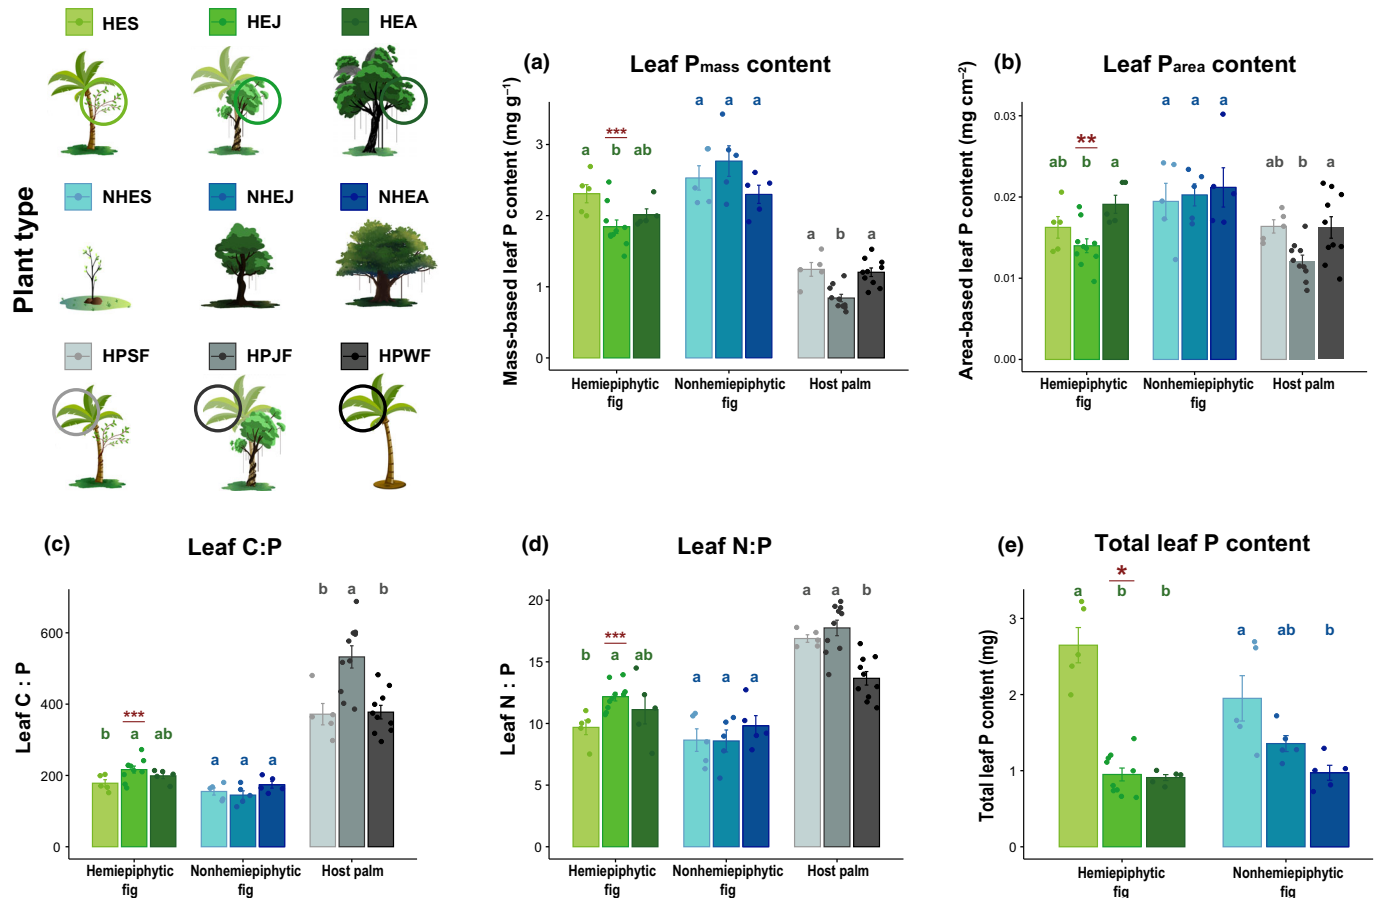 Plant type
HES
HEJ
HEA
NHES
NHEJ
NHEA
HPSF
HPJF
HPWF
(a)
Leaf Pmass content
Mass-based leaf P content (mg g⁻¹)
3
2
1
0
a
***
b
ab
a
a
a
a
b
a
Hemiepiphytic
fig
Nonhemiepiphytic
fig
Host palm
(b)
Leaf Parea content
Area-based leaf P content (mg cm⁻²)
0.03
0.02
0.01
0.00
ab
**
b
a
a
a
a
ab
b
a
Hemiepiphytic
fig
Nonhemiepiphytic
fig
Host palm
(c)
Leaf C:P
Leaf C : P
600
400
200
0
b
***
a
ab
a
a
a
b
a
b
Hemiepiphytic
fig
Nonhemiepiphytic
fig
Host palm
(d)
Leaf N:P
Leaf N : P
20
15
10
5
0
b
***
a
ab
a
a
a
a
a
b
Hemiepiphytic
fig
Nonhemiepiphytic
fig
Host palm
(e)
Total leaf P content
Total leaf P content (mg)
3
2
1
0
a
*
b
b
a
ab
b
Hemiepiphytic
fig
Nonhemiepiphytic
fig